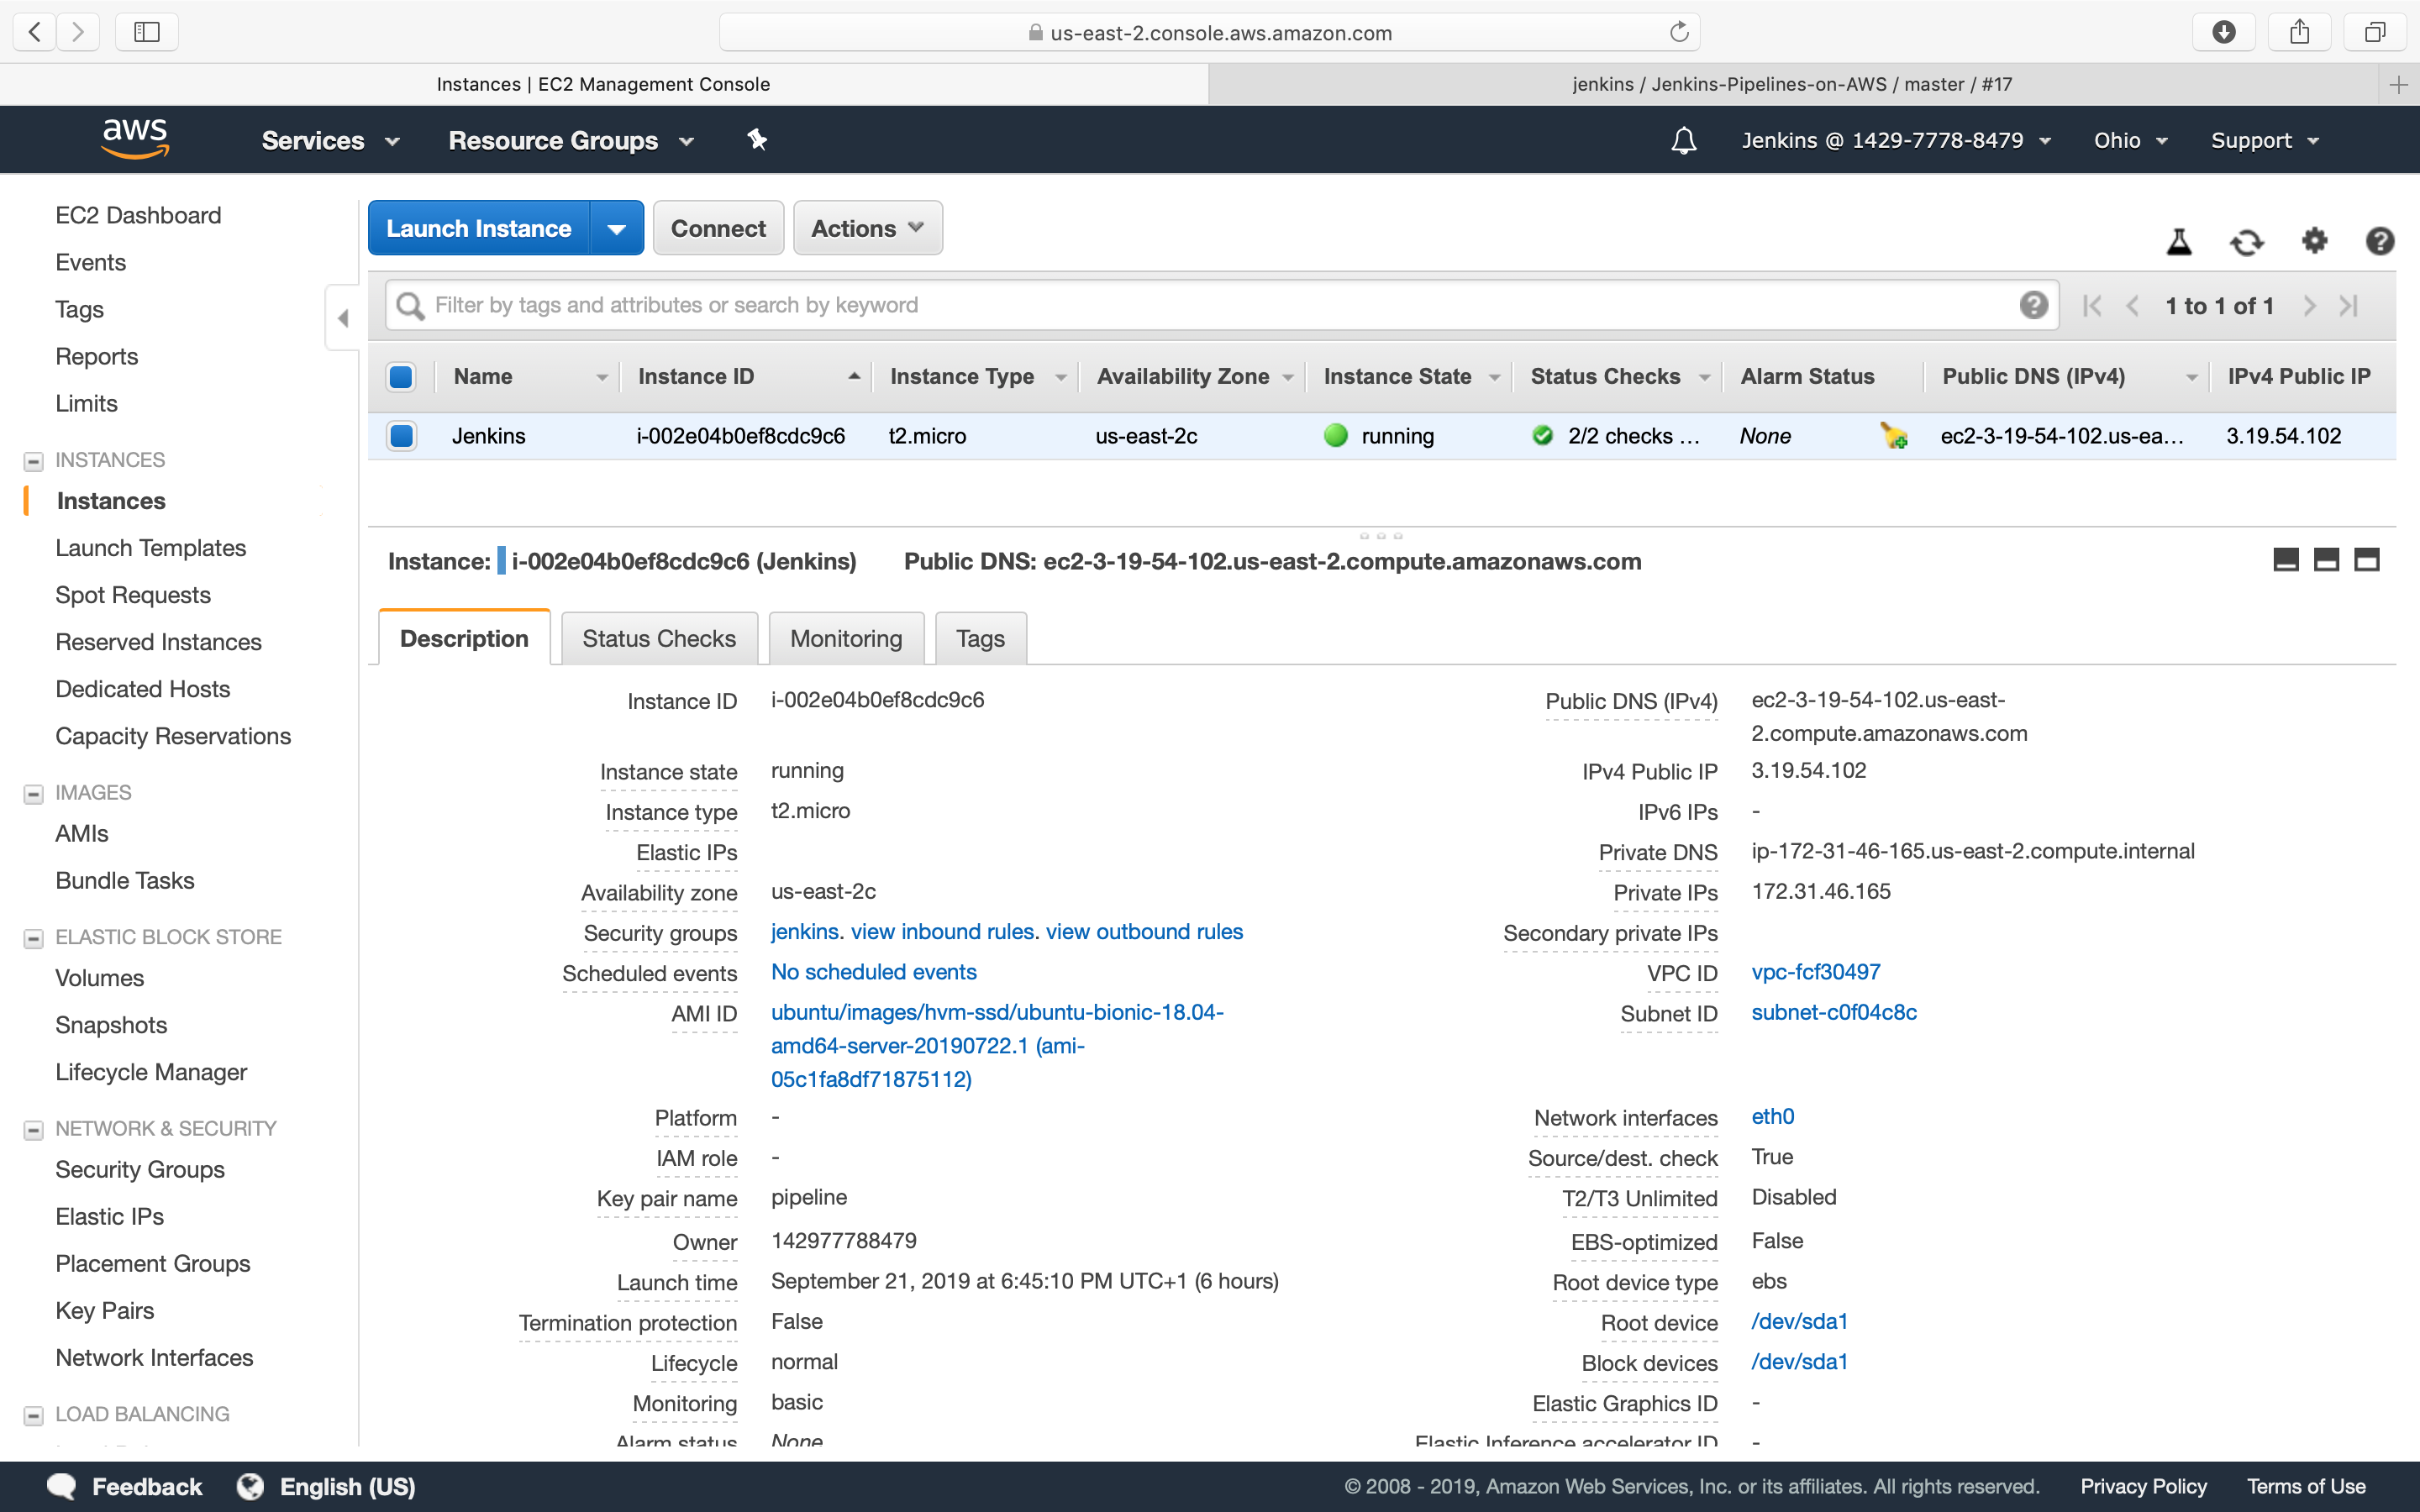 us-east-2.console.aws.amazon.com
Instances | EC2 Management Console
jenkins / Jenkins-Pipelines-on-AWS / master / #17
aws
Services
Resource Groups
Jenkins @ 1429-7778-8479
Ohio
Support
EC2 Dashboard
Events
Tags
Reports
Limits
INSTANCES
Instances
Launch Templates
Spot Requests
Reserved Instances
Dedicated Hosts
Capacity Reservations
IMAGES
AMIs
Bundle Tasks
ELASTIC BLOCK STORE
Volumes
Snapshots
Lifecycle Manager
NETWORK & SECURITY
Security Groups
Elastic IPs
Placement Groups
Key Pairs
Network Interfaces
LOAD BALANCING
Launch Instance
Connect
Actions
Filter by tags and attributes or search by keyword
1 to 1 of 1
Name Instance ID Instance Type Availability Zone Instance State Status Checks Alarm Status Public DNS (IPv4) IPv4 Public IP
Jenkins i-002e04b0ef8cdc9c6 t2.micro us-east-2c running 2/2 checks ... None ec2-3-19-54-102.us-ea... 3.19.54.102
Instance: i-002e04b0ef8cdc9c6 (Jenkins) Public DNS: ec2-3-19-54-102.us-east-2.compute.amazonaws.com
Description
Status Checks
Monitoring
Tags
Instance ID i-002e04b0ef8cdc9c6
Instance state running
Instance type t2.micro
Elastic IPs
Availability zone us-east-2c
Security groups jenkins. view inbound rules. view outbound rules
Scheduled events No scheduled events
AMI ID ubuntu/images/hvm-ssd/ubuntu-bionic-18.04-
amd64-server-20190722.1 (ami-
05c1fa8df71875112)
Platform -
IAM role -
Key pair name pipeline
Owner 142977788479
Launch time September 21, 2019 at 6:45:10 PM UTC+1 (6 hours)
Termination protection False
Lifecycle normal
Monitoring basic
Alarm status None
Public DNS (IPv4) ec2-3-19-54-102.us-east-
2.compute.amazonaws.com
IPv4 Public IP 3.19.54.102
IPv6 IPs -
Private DNS ip-172-31-46-165.us-east-2.compute.internal
Private IPs 172.31.46.165
Secondary private IPs
VPC ID vpc-fcf30497
Subnet ID subnet-c0f04c8c
Network interfaces eth0
Source/dest. check True
T2/T3 Unlimited Disabled
EBS-optimized False
Root device type ebs
Root device /dev/sda1
Block devices /dev/sda1
Elastic Graphics ID -
Elastic Inference accelerator ID -
Feedback
English (US)
© 2008 - 2019, Amazon Web Services, Inc. or its affiliates. All rights reserved.
Privacy Policy
Terms of Use